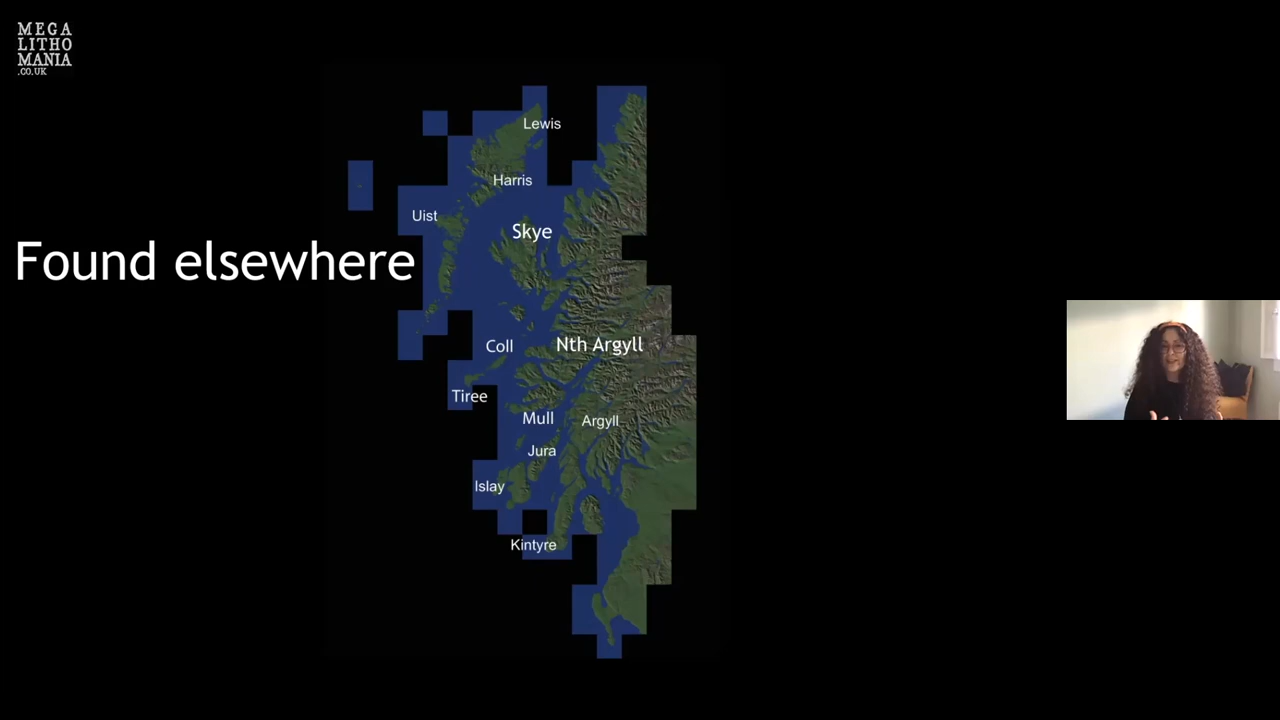 MEGA
LITHO
MANIA
.CO.UK
Lewis
Harris
Uist
Skye
Found elsewhere
Coll
Nth Argyll
Tiree
Mull
Argyll
Jura
Islay
Kintyre